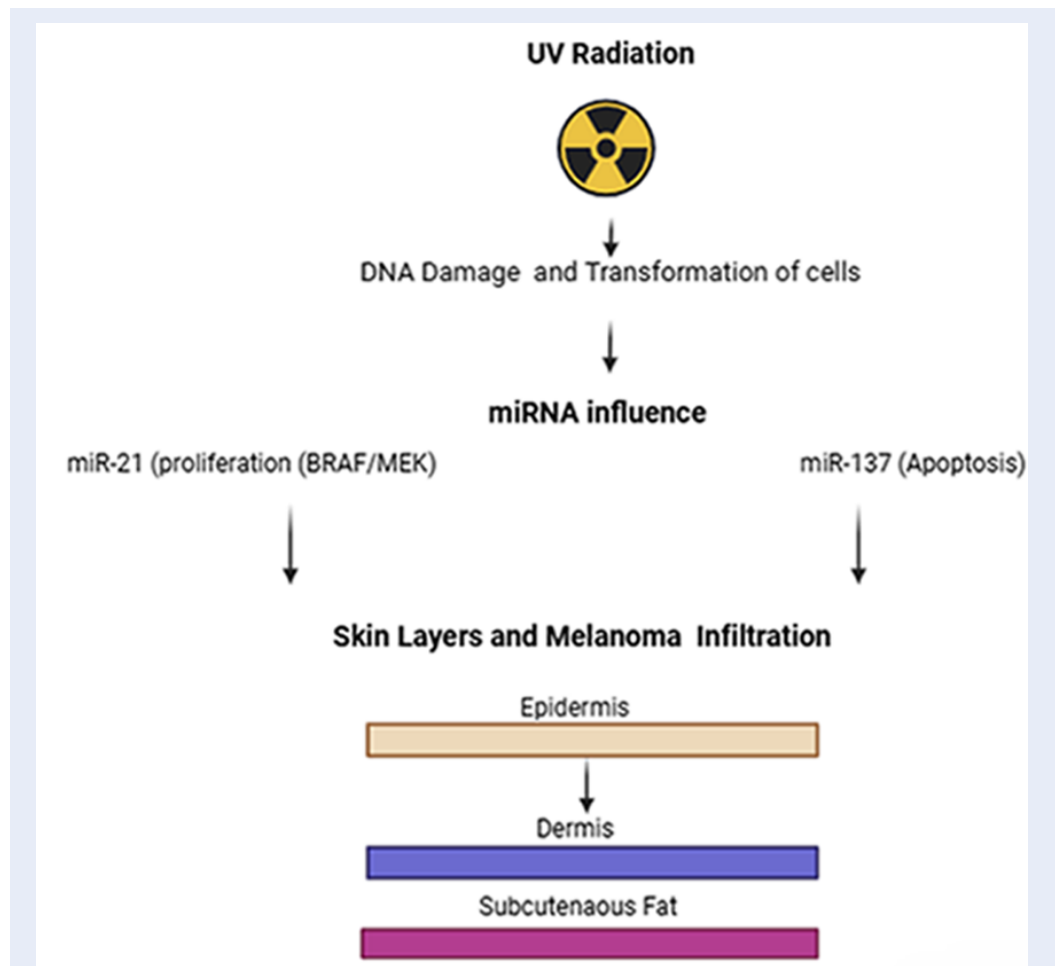 UV Radiation
DNA Damage and Transformation of cells
miRNA influence
miR-21 (proliferation (BRAF/MEK)
miR-137 (Apoptosis)
Skin Layers and Melanoma Infiltration
Epidermis
Dermis
Subcutenaous Fat